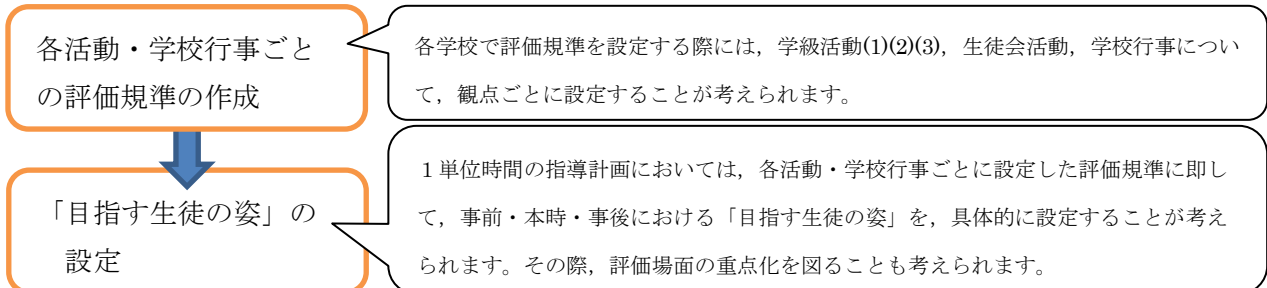 各活動・学校行事ごと
の評価規準の作成
各学校で評価規準を設定する際には，学級活動(1)(2)(3)，生徒会活動，学校行事につい
て，観点ごとに設定することが考えられます。
「目指す生徒の姿」の
設定
１単位時間の指導計画においては，各活動・学校行事ごとに設定した評価規準に即し
て，事前・本時・事後における「目指す生徒の姿」を，具体的に設定することが考え
られます。その際，評価場面の重点化を図ることも考えられます。